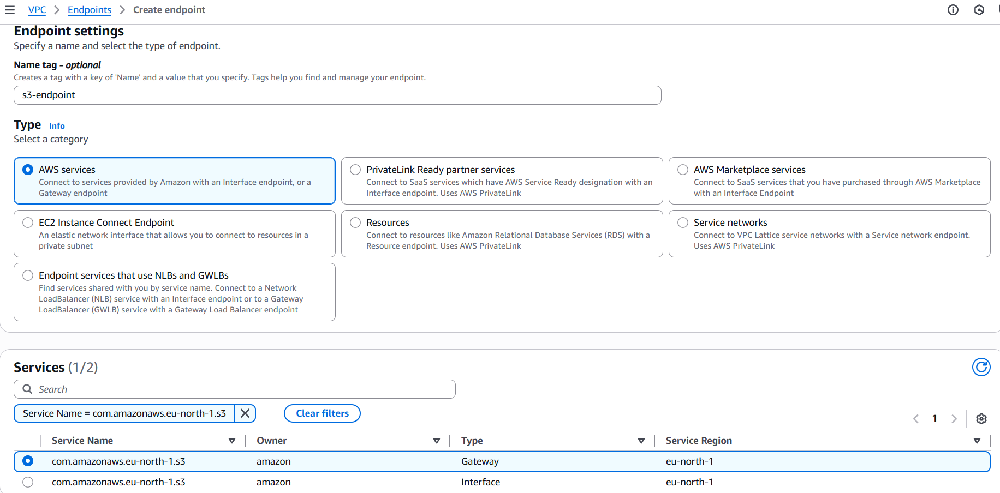 VPC > Endpoints > Create endpoint
Endpoint settings
Specify a name and select the type of endpoint.
Name tag - optional
Creates a tag with a key of 'Name' and a value that you specify. Tags help you find and manage your endpoint.
s3-endpoint
Type Info
Select a category
AWS services
Connect to services provided by Amazon with an Interface endpoint, or a
Gateway endpoint
PrivateLink Ready partner services
Connect to SaaS services which have AWS Service Ready designation with an
Interface endpoint. Uses AWS PrivateLink
AWS Marketplace services
Connect to SaaS services that you have purchased through AWS Marketplace
with an Interface Endpoint
EC2 Instance Connect Endpoint
An elastic network interface that allows you to connect to resources in a
private subnet
Resources
Connect to resources like Amazon Relational Database Services (RDS) with a
Resource endpoint. Uses AWS PrivateLink
Service networks
Connect to VPC Lattice service networks with a Service network endpoint.
Uses AWS PrivateLink
Endpoint services that use NLBs and GWLBs
Find services shared with you by service name. Connect to a Network
LoadBalancer (NLB) service with an Interface endpoint or to a Gateway
LoadBalancer (GWLB) service with a Gateway Load Balancer endpoint
Services (1/2)
Search
Service Name = com.amazonaws.eu-north-1.s3
Clear filters
1
Service Name Owner Type Service Region
com.amazonaws.eu-north-1.s3 amazon Gateway eu-north-1
com.amazonaws.eu-north-1.s3 amazon Interface eu-north-1